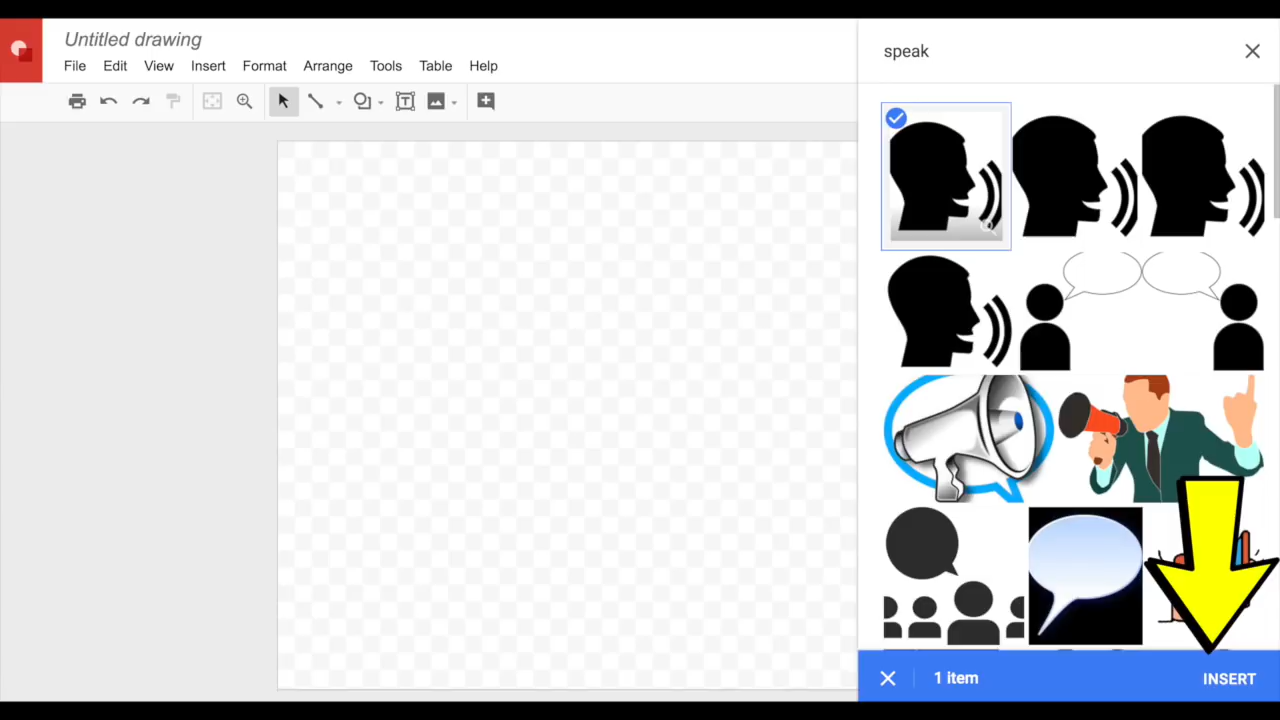 Untitled drawing
File Edit View Insert Format Arrange Tools Table Help
speak
1 item
INSERT